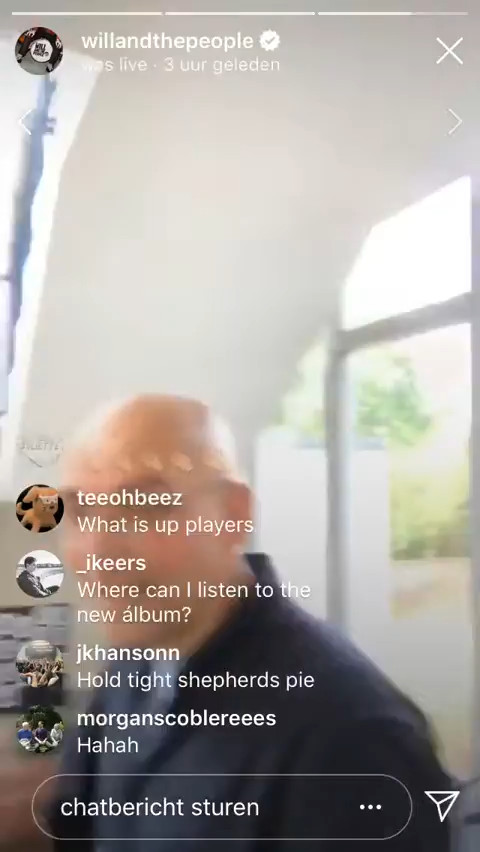 willandthepeople
was live · 3 uur geleden
teeohbeez
What is up players
_ikeers
Where can I listen to the
new álbum?
jkhansonn
Hold tight shepherds pie
morganscoblereees
Hahah
chatbericht sturen